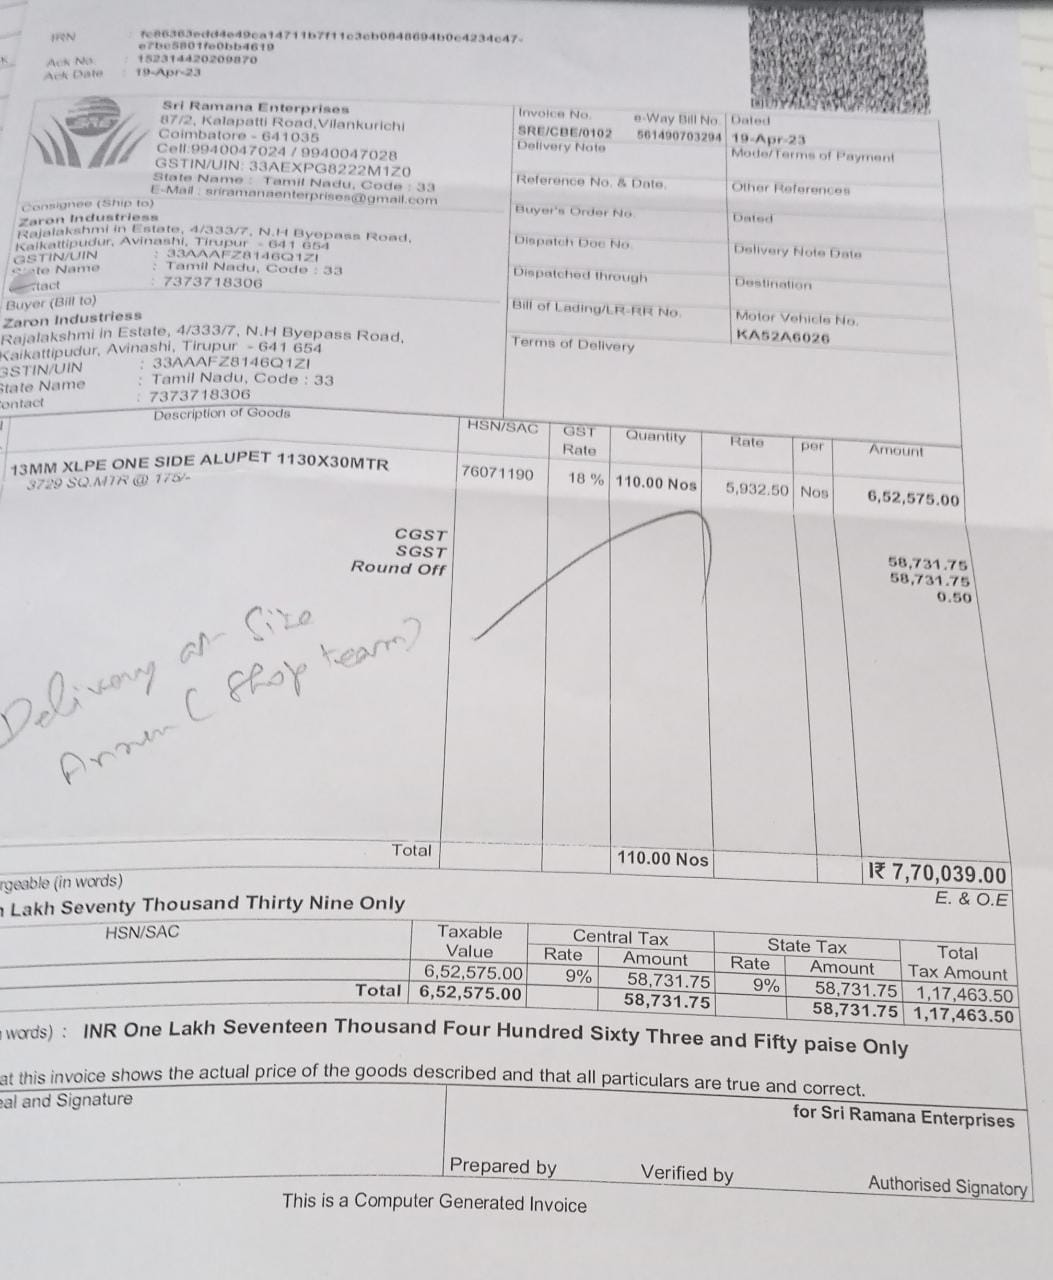 IRN : fc86363edd4e49ca14711b7f11c3cb0848694b0c4234c47-
e7bc5801fe0bb4619
Ack No. : 152314420209870
Ack Date : 19-Apr-23
SRE
Sri Ramana Enterprises
87/2, Kalapatti Road,Vilankurichi
Coimbatore - 641035
Cell:9940047024 / 9940047028
GSTIN/UIN: 33AEXPG8222M1Z0
State Name : Tamil Nadu, Code : 33
E-Mail : sriramanaenterprises@gmail.com
Invoice No. e-Way Bill No. Dated
SRE/CBE/0102 561490703294 19-Apr-23
Delivery Note Mode/Terms of Payment
Reference No. & Date. Other References
Buyer's Order No. Dated
Dispatch Doc No. Delivery Note Date
Dispatched through Destination
Bill of Lading/LR-RR No. Motor Vehicle No.
KA52A6026
Terms of Delivery
Consignee (Ship to)
Zaron Industriess
Rajalakshmi in Estate, 4/333/7, N.H Byepass Road,
Kaikattipudur, Avinashi, Tirupur - 641 654
GSTIN/UIN : 33AAAFZ8146Q1ZI
State Name : Tamil Nadu, Code : 33
tact : 7373718306
Buyer (Bill to)
Zaron Industriess
Rajalakshmi in Estate, 4/333/7, N.H Byepass Road,
Kaikattipudur, Avinashi, Tirupur - 641 654
GSTIN/UIN : 33AAAFZ8146Q1ZI
State Name : Tamil Nadu, Code : 33
ontact : 7373718306
Description of Goods HSN/SAC GST Rate Quantity Rate per Amount
13MM XLPE ONE SIDE ALUPET 1130X30MTR 76071190 18 % 110.00 Nos 5,932.50 Nos 6,52,575.00
3729 SQ.MTR @ 175/-
CGST 58,731.75
SGST 58,731.75
Round Off 0.50
Delivery at Size
(Shop team)
Total 110.00 Nos I₹ 7,70,039.00
rgeable (in words) E. & O.E
n Lakh Seventy Thousand Thirty Nine Only
HSN/SAC Taxable Value Central Tax State Tax Total Tax Amount
Rate Amount Rate Amount
6,52,575.00 9% 58,731.75 9% 58,731.75 1,17,463.50
Total 6,52,575.00 58,731.75 58,731.75 1,17,463.50
words) : INR One Lakh Seventeen Thousand Four Hundred Sixty Three and Fifty paise Only
at this invoice shows the actual price of the goods described and that all particulars are true and correct.
eal and Signature
for Sri Ramana Enterprises
Prepared by Verified by Authorised Signatory
This is a Computer Generated Invoice